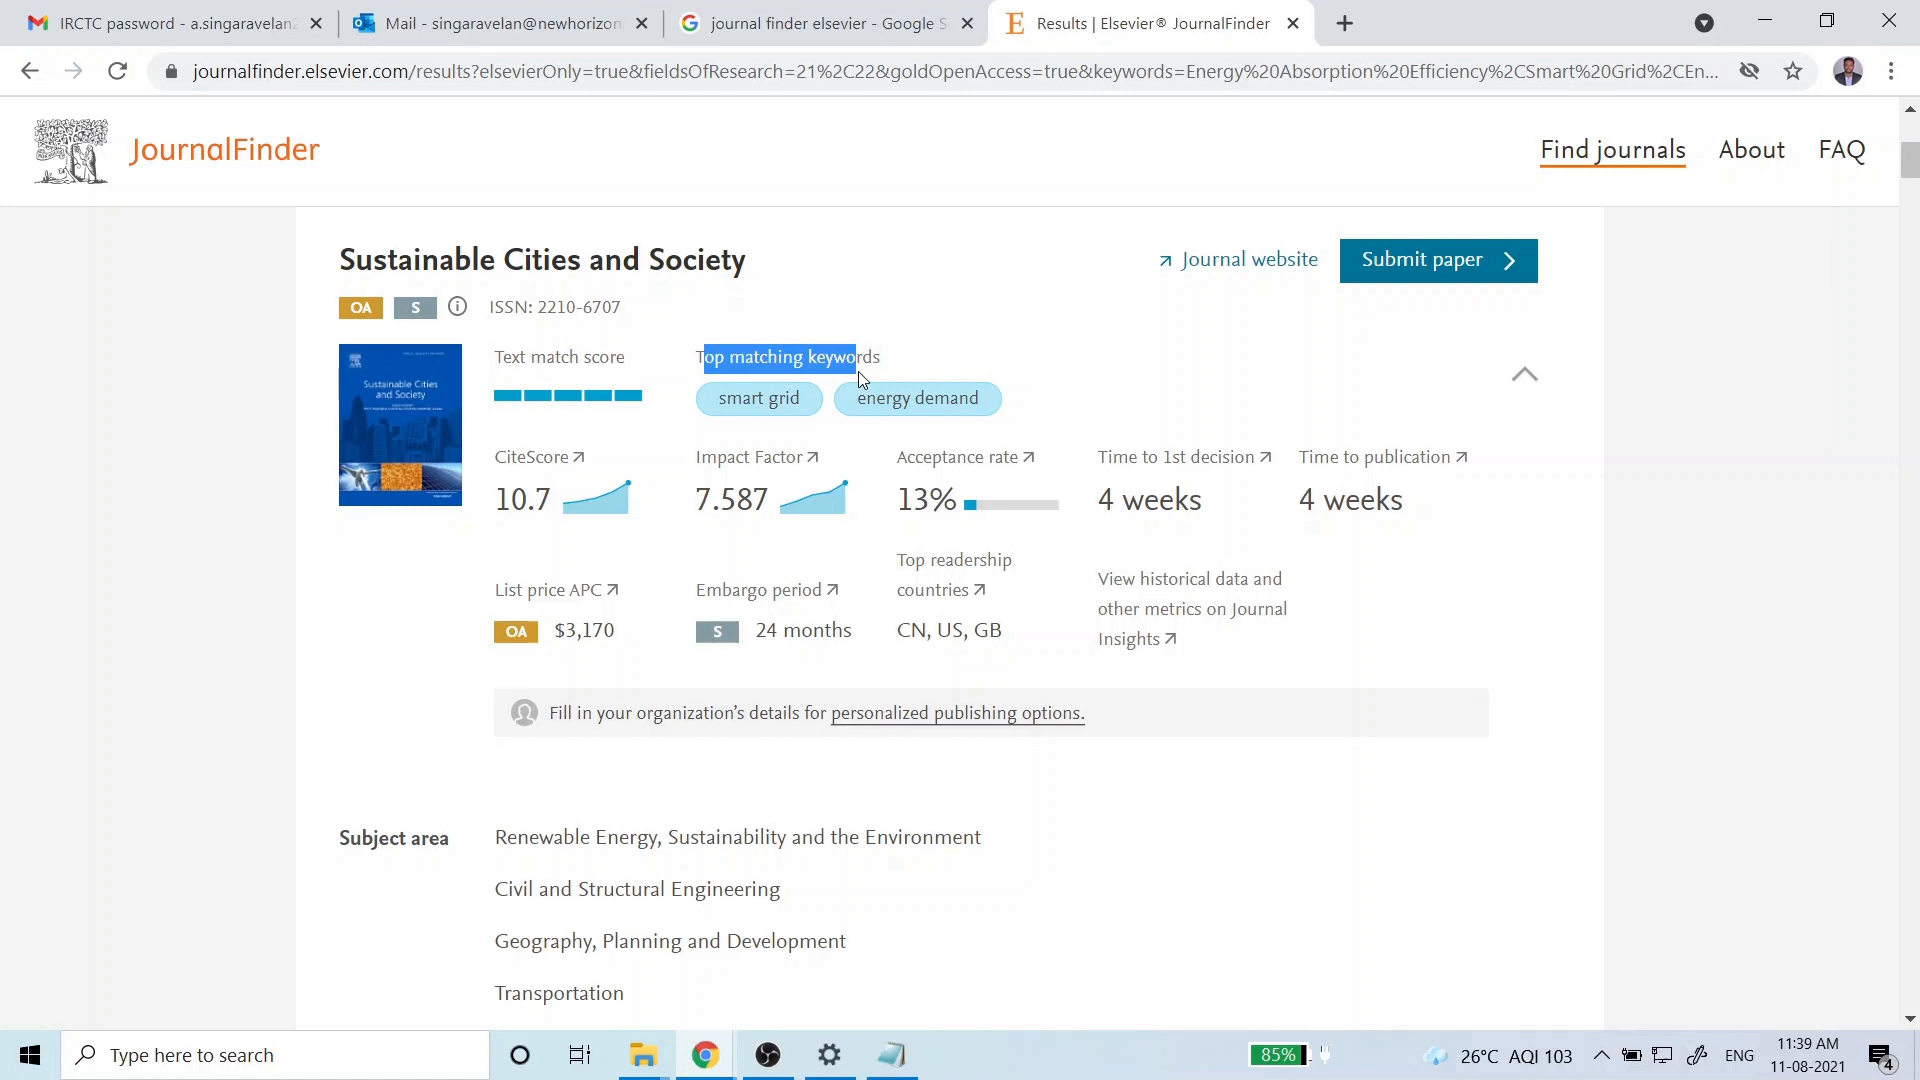 IRCTC password - a.singaravelan2
Mail - singaravelan@newhorizon
journal finder elsevier - Google S
Results | Elsevier® JournalFinder
journalfinder.elsevier.com/results?elsevierOnly=true&fieldsOfResearch=21%2C22&goldOpenAccess=true&keywords=Energy%20Absorption%20Efficiency%2CSmart%20Grid%2CEn...
JournalFinder
Find journals
About
FAQ
Sustainable Cities and Society
Journal website
Submit paper
OA
S
ISSN: 2210-6707
Text match score
Top matching keywords
Sustainable Cities
and Society
smart grid
energy demand
CiteScore
Impact Factor
Acceptance rate
Time to 1st decision
Time to publication
10.7
7.587
13%
4 weeks
4 weeks
List price APC
Embargo period
Top readership
countries
View historical data and
other metrics on Journal
Insights
OA $3,170
S 24 months
CN, US, GB
Fill in your organization's details for personalized publishing options.
Subject area
Renewable Energy, Sustainability and the Environment
Civil and Structural Engineering
Geography, Planning and Development
Transportation
Type here to search
85%
26°C AQI 103
ENG
11:39 AM
11-08-2021
4